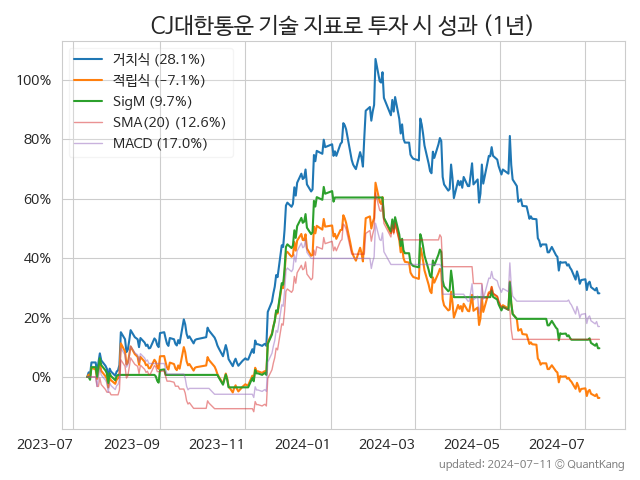 CJ대한통운 기술 지표로 투자 시 성과 (1년)
거치식 (28.1%)
적립식 (−7.1%)
SigM (9.7%)
SMA(20) (12.6%)
MACD (17.0%)
100%
80%
60%
40%
20%
0%
2023-07 2023-09 2023-11 2024-01 2024-03 2024-05 2024-07
updated: 2024-07-11 © QuantKang